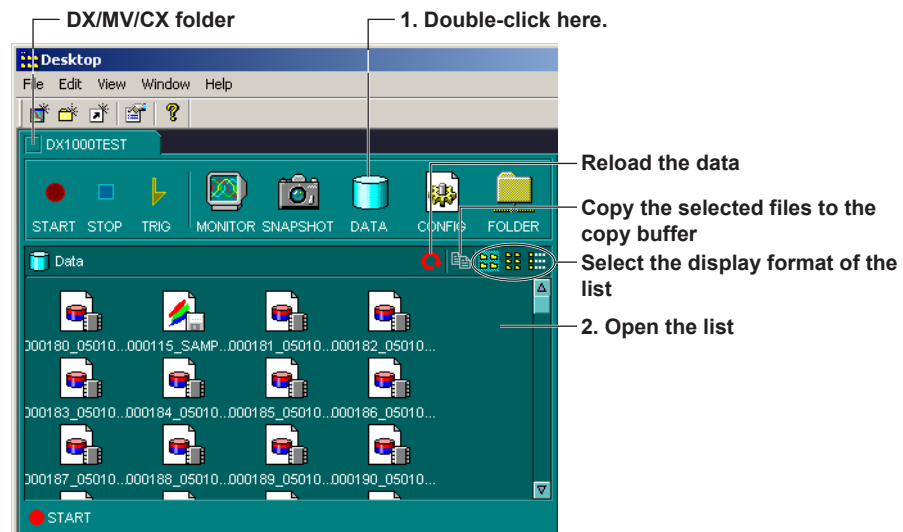 DX/MV/CX folder
1. Double-click here.
Desktop
File Edit View Window Help
DX1000TEST
START STOP TRIG MONITOR SNAPSHOT DATA CONFIG FOLDER
Reload the data
Copy the selected files to the
copy buffer
Select the display format of the
list
2. Open the list
Data
000180_05010... 000115_SAMP... 000181_05010... 000182_05010...
000183_05010... 000184_05010... 000185_05010... 000186_05010...
000187_05010... 000188_05010... 000189_05010... 000190_05010...
START